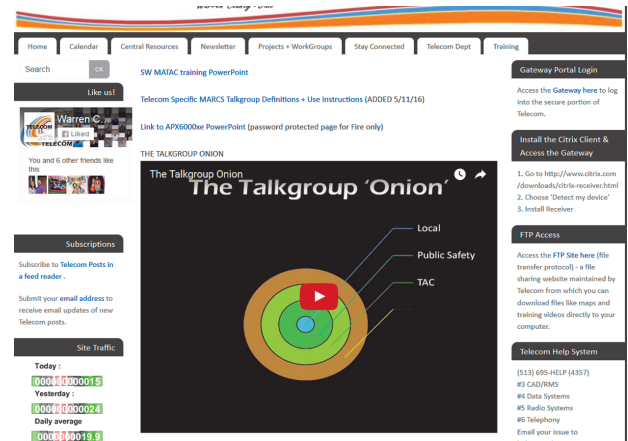 Warren County - Ohio
Home
Calendar
Central Resources
Newsletter
Projects + WorkGroups
Stay Connected
Telecom Dept
Training
Search
OK
Like us!
Warren C.
Liked
TELECOM
TELECOM
You and 6 other friends like
this
Subscriptions
Subscribe to Telecom Posts in
a feed reader .
Submit your email address to
receive email updates of new
Telecom posts.
Site Traffic
Today :
000000000015
Yesterday :
000000000024
Daily average
0000000019.9
SW MATAC training PowerPoint
Telecom Specific MARCS Talkgroup Definitions + Use Instructions (ADDED 5/11/16)
Link to APX6000xe PowerPoint (password protected page for Fire only)
THE TALKGROUP ONION
The Talkgroup Onion
The Talkgroup 'Onion'
Local
Public Safety
TAC
Gateway Portal Login
Access the Gateway here to log
into the secure portion of
Telecom.
Install the Citrix Client &
Access the Gateway
1. Go to http://www.citrix.com
/downloads/citrix-receiver.html
2. Choose 'Detect my device'
3. Install Receiver
FTP Access
Access the FTP Site here (file
transfer protocol) - a file
sharing website maintained by
Telecom from which you can
download files like maps and
training videos directly to your
computer.
Telecom Help System
(513) 695-HELP (4357)
#3 CAD/RMS
#4 Data Systems
#5 Radio Systems
#6 Telephony
Email your issue to